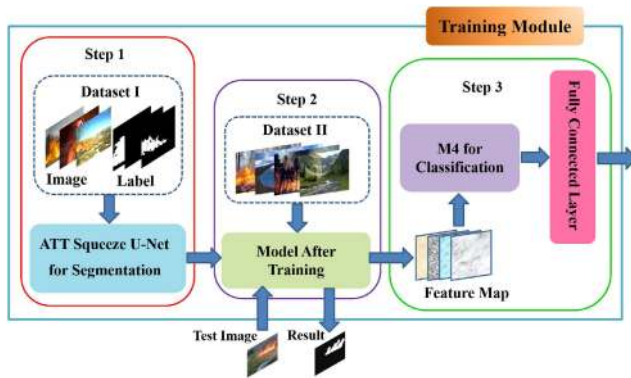 Training Module
Step 1
Dataset I
Image
Label
ATT Squeeze U-Net
for Segmentation
Step 2
Dataset II
Model After
Training
Test Image
Result
Step 3
M4 for
Classification
Feature Map
Fully Connected Layer